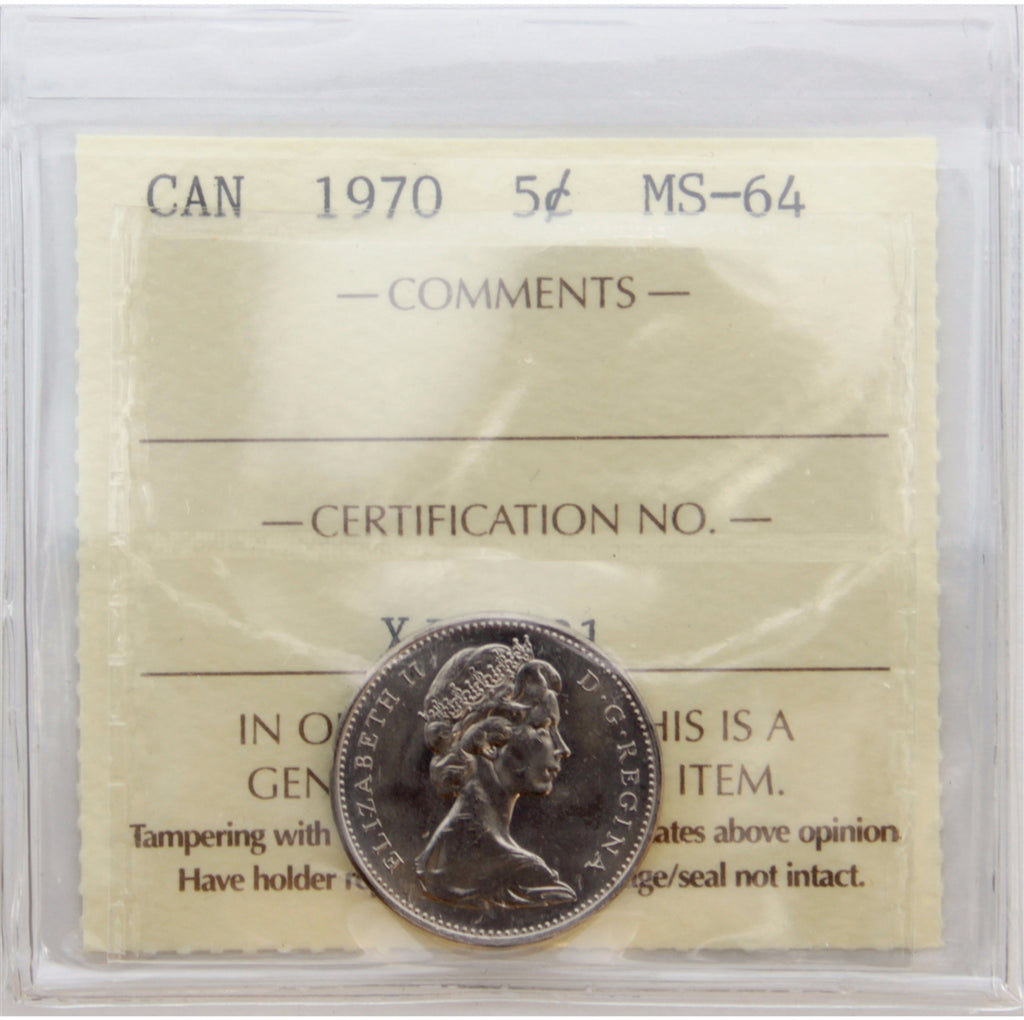 CAN 1970 5¢ MS-64
— COMMENTS —
— CERTIFICATION NO. —
IN HIS IS A
GEN ITEM.
Tampering with ates above opinion.
Have holder ge/seal not intact.
ELIZABETH II D·G·REGINA